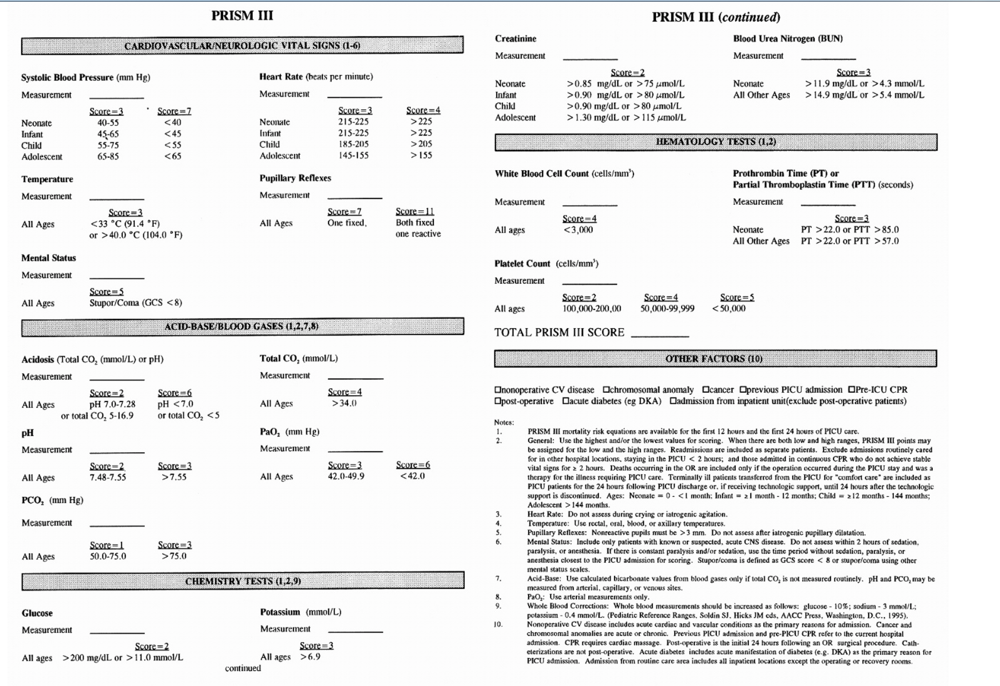 PRISM III
CARDIOVASCULAR/NEUROLOGIC VITAL SIGNS (1-6)
Systolic Blood Pressure (mm Hg)
Measurement
Score=3 Score=7
Neonate 40-55 <40
Infant 45-65 <45
Child 55-75 <55
Adolescent 65-85 <65
Heart Rate (beats per minute)
Measurement
Score=3 Score=4
Neonate 215-225 >225
Infant 215-225 >225
Child 185-205 >205
Adolescent 145-155 >155
Temperature
Measurement
Score=3
All Ages <33 °C (91.4 °F)
or >40.0 °C (104.0 °F)
Pupillary Reflexes
Measurement
Score=7 Score=11
All Ages One fixed, Both fixed
one reactive
Mental Status
Measurement
Score=5
All Ages Stupor/Coma (GCS <8)
ACID-BASE/BLOOD GASES (1,2,7,8)
Acidosis (Total CO₂ (mmol/L) or pH)
Measurement
Score=2 Score=6
All Ages pH 7.0-7.28 pH <7.0
or total CO₂ 5-16.9 or total CO₂ <5
Total CO₂ (mmol/L)
Measurement
Score=4
All Ages >34.0
pH
Measurement
Score=2 Score=3
All Ages 7.48-7.55 >7.55
PaO₂ (mm Hg)
Measurement
Score=3 Score=6
All Ages 42.0-49.9 <42.0
PCO₂ (mm Hg)
Measurement
Score=1 Score=3
All Ages 50.0-75.0 >75.0
CHEMISTRY TESTS (1,2,9)
Glucose
Measurement
Score=2
All ages >200 mg/dL or >11.0 mmol/L
Potassium (mmol/L)
Measurement
Score=3
All ages >6.9
continued
PRISM III (continued)
Creatinine
Measurement
Score=2
Neonate >0.85 mg/dL or >75 μmol/L
Infant >0.90 mg/dL or >80 μmol/L
Child >0.90 mg/dL or >80 μmol/L
Adolescent >1.30 mg/dL or >115 μmol/L
Blood Urea Nitrogen (BUN)
Measurement
Score=3
Neonate >11.9 mg/dL or >4.3 mmol/L
All Other Ages >14.9 mg/dL or >5.4 mmol/L
HEMATOLOGY TESTS (1,2)
White Blood Cell Count (cells/mm³)
Measurement
Score=4
All ages <3,000
Prothrombin Time (PT) or
Partial Thromboplastin Time (PTT) (seconds)
Measurement
Score=3
Neonate PT >22.0 or PTT >85.0
All Other Ages PT >22.0 or PTT >57.0
Platelet Count (cells/mm³)
Measurement
Score=2 Score=4 Score=5
All ages 100,000-200,00 50,000-99,999 <50,000
TOTAL PRISM III SCORE
OTHER FACTORS (10)
□nonoperative CV disease □chromosomal anomaly □cancer □previous PICU admission □Pre-ICU CPR
□post-operative □acute diabetes (eg DKA) □admission from inpatient unit(exclude post-operative patients)
Notes:
1. PRISM III mortality risk equations are available for the first 12 hours and the first 24 hours of PICU care.
2. General: Use the highest and/or the lowest values for scoring. When there are both low and high ranges, PRISM III points may
be assigned for the low and the high ranges. Readmissions are included as separate patients. Exclude admissions routinely cared
for in other hospital locations, staying in the PICU < 2 hours; and those admitted in continuous CPR who do not achieve stable
vital signs for ≥ 2 hours. Deaths occurring in the OR are included only if the operation occurred during the PICU stay and was a
therapy for the illness requiring PICU care. Terminally ill patients transferred from the PICU for "comfort care" are included as
PICU patients for the 24 hours following PICU discharge or, if receiving technologic support, until 24 hours after the technologic
support is discontinued. Ages: Neonate = 0 - <1 month; Infant = ≥1 month - 12 months; Child = ≥12 months - 144 months;
Adolescent >144 months.
3. Heart Rate: Do not assess during crying or iatrogenic agitation.
4. Temperature: Use rectal, oral, blood, or axillary temperatures.
5. Pupillary Reflexes: Nonreactive pupils must be >3 mm. Do not assess after iatrogenic pupillary dilatation.
6. Mental Status: Include only patients with known or suspected, acute CNS disease. Do not assess within 2 hours of sedation,
paralysis, or anesthesia. If there is constant paralysis and/or sedation, use the time period without sedation, paralysis, or
anesthesia closest to the PICU admission for scoring. Stupor/coma is defined as GCS score < 8 or stupor/coma using other
mental status scales.
7. Acid-Base: Use calculated bicarbonate values from blood gases only if total CO₂ is not measured routinely. pH and PCO₂ may be
measured from arterial, capillary, or venous sites.
8. PaO₂: Use arterial measurements only.
9. Whole Blood Corrections: Whole blood measurements should be increased as follows: glucose - 10%; sodium - 3 mmol/L;
potassium - 0.4 mmol/L. (Pediatric Reference Ranges. Soldin SJ, Hicks JM eds, AACC Press, Washington, D.C., 1995).
10. Nonoperative CV disease includes acute cardiac and vascular conditions as the primary reasons for admission. Cancer and
chromosomal anomalies are acute or chronic. Previous PICU admission and pre-PICU CPR refer to the current hospital
admission. CPR requires cardiac massage. Post-operative is the initial 24 hours following an OR surgical procedure. Cath-
eterizations are not post-operative. Acute diabetes includes acute manifestation of diabetes (e.g. DKA) as the primary reason for
PICU admission. Admission from routine care area includes all inpatient locations except the operating or recovery rooms.